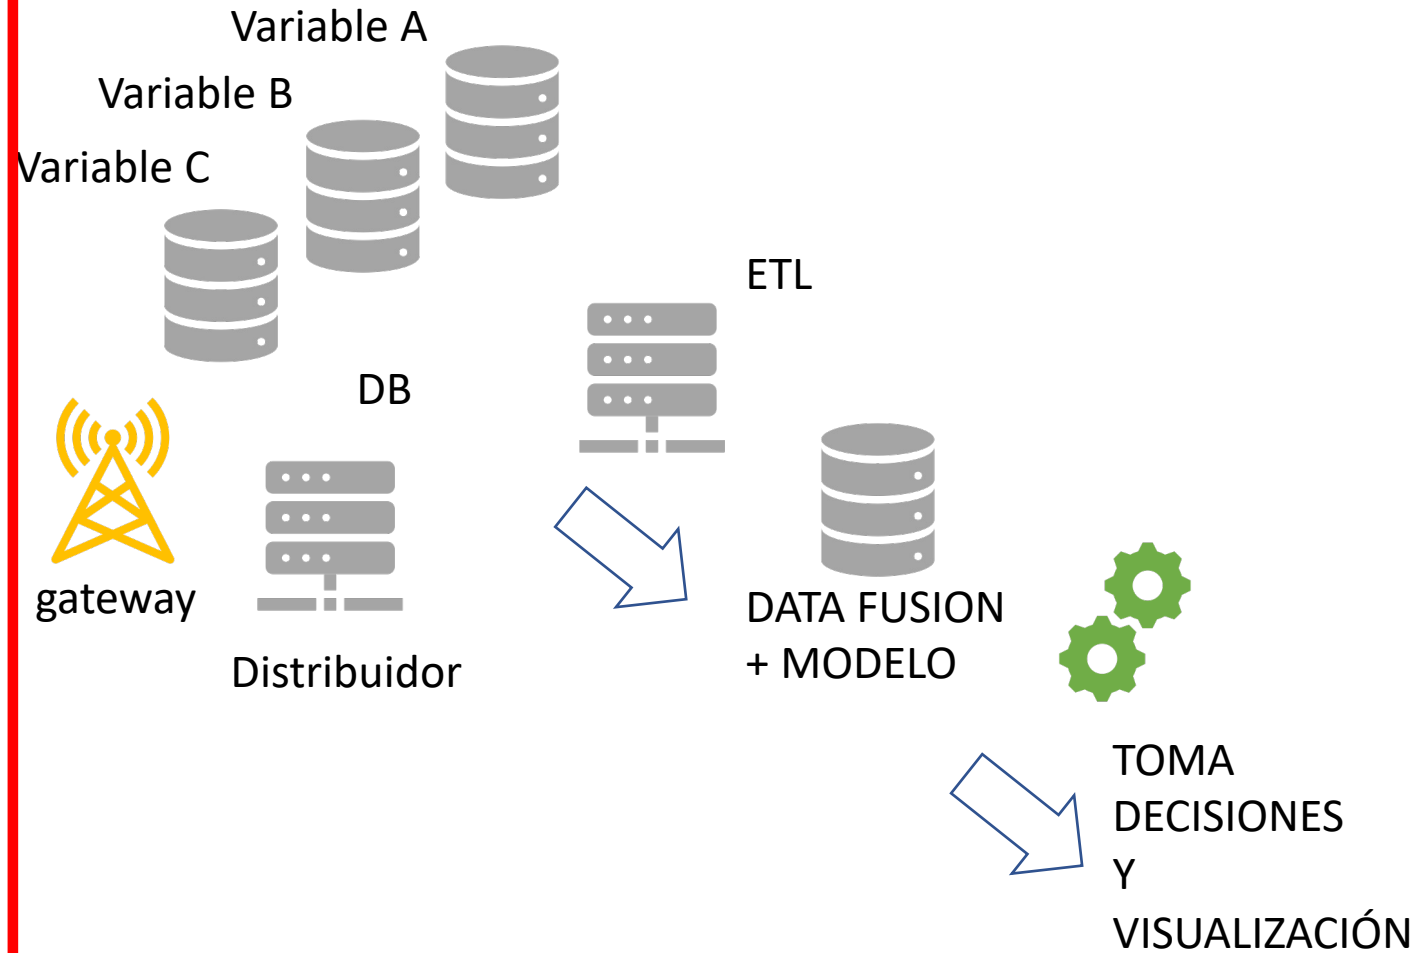 Variable A
Variable B
Variable C
ETL
DB
gateway
Distribuidor
DATA FUSION
+ MODELO
TOMA
DECISIONES
Y
VISUALIZACIÓN